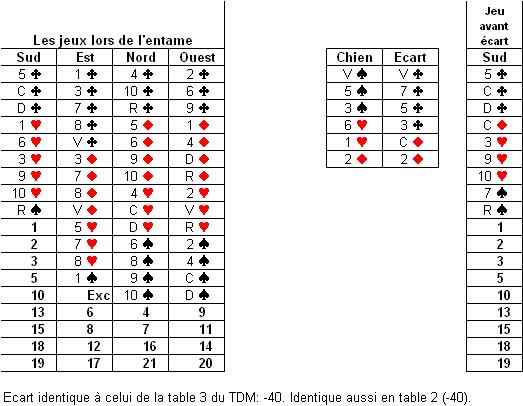 Jeu
avant
Les jeux lors de l'entame écart
Sud Est Nord Ouest Chien Ecart Sud
5 ♣ 1 ♣ 4 ♣ 2 ♣ V ♠ V ♣ 5 ♣
C ♣ 3 ♣ 10 ♣ 6 ♣ 5 ♠ 7 ♣ C ♣
D ♣ 7 ♣ R ♣ 9 ♣ 3 ♠ 5 ♣ D ♣
1 ♥ 8 ♣ 5 ♦ 1 ♦ 6 ♥ 3 ♣ C ♦
6 ♥ V ♣ 6 ♦ 4 ♦ 1 ♥ C ♦ 3 ♥
3 ♥ 3 ♦ 9 ♦ D ♦ 2 ♦ 2 ♦ 9 ♥
9 ♥ 7 ♦ 10 ♦ R ♦ 10 ♥
10 ♥ 8 ♦ 4 ♥ 2 ♥ 7 ♠
R ♠ V ♦ C ♥ V ♥ R ♠
1 5 ♥ D ♥ R ♥ 1
2 7 ♥ 6 ♠ 2 ♠ 2
3 8 ♥ 8 ♠ 4 ♠ 3
5 1 ♠ 9 ♠ C ♠ 5
10 Exc 10 ♠ D ♠ 10
13 6 4 9 13
15 8 7 11 15
18 12 16 14 18
19 17 21 20 19
Ecart identique à celui de la table 3 du TDM: -40. Identique aussi en table 2 (-40).